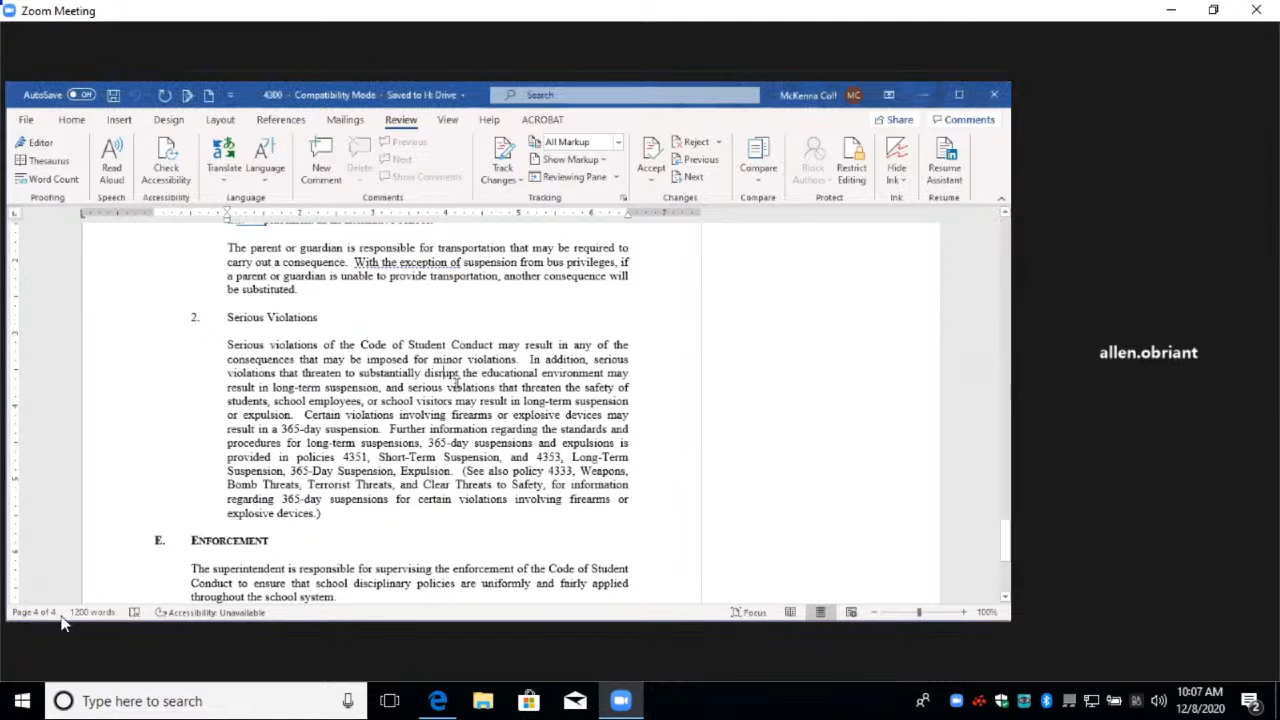 Zoom Meeting
AutoSave Off
4300 - Compatibility Mode - Saved to H: Drive
Search
McKenna Colf MC
File Home Insert Design Layout References Mailings Review View Help ACROBAT Share Comments
Editor
Thesaurus
Word Count
Proofing
Read Aloud
Speech
Check Accessibility
Accessibility
Translate Language
Language
New Comment
Delete
Previous
Next
Show Comments
Comments
Track Changes
All Markup
Show Markup
Reviewing Pane
Tracking
Accept
Reject
Previous
Next
Changes
Compare
Compare
Block Authors
Restrict Editing
Protect
Hide Ink
Ink
Resume Assistant
Resume
1 2 3 4 5 6 7
The parent or guardian is responsible for transportation that may be required to
carry out a consequence. With the exception of suspension from bus privileges, if
a parent or guardian is unable to provide transportation, another consequence will
be substituted.
2. Serious Violations
Serious violations of the Code of Student Conduct may result in any of the
consequences that may be imposed for minor violations. In addition, serious
violations that threaten to substantially disrupt the educational environment may
result in long-term suspension, and serious violations that threaten the safety of
students, school employees, or school visitors may result in long-term suspension
or expulsion. Certain violations involving firearms or explosive devices may
result in a 365-day suspension. Further information regarding the standards and
procedures for long-term suspensions, 365-day suspensions and expulsions is
provided in policies 4351, Short-Term Suspension, and 4353, Long-Term
Suspension, 365-Day Suspension, Expulsion. (See also policy 4333, Weapons,
Bomb Threats, Terrorist Threats, and Clear Threats to Safety, for information
regarding 365-day suspensions for certain violations involving firearms or
explosive devices.)
E. ENFORCEMENT
The superintendent is responsible for supervising the enforcement of the Code of Student
Conduct to ensure that school disciplinary policies are uniformly and fairly applied
throughout the school system.
Page 4 of 4 1200 words Accessibility: Unavailable Focus 100%
allen.obriant
Type here to search
10:07 AM
12/8/2020
2